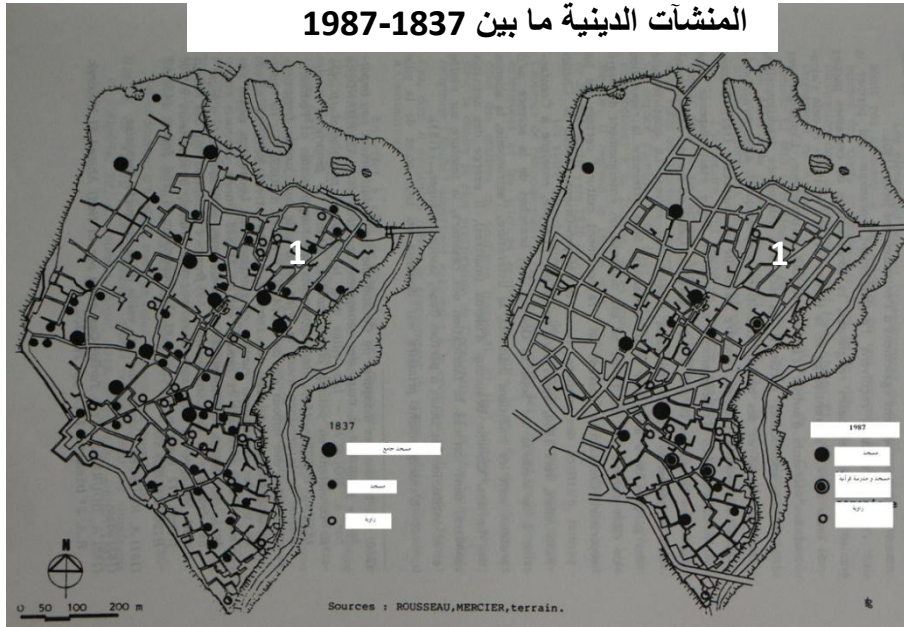 المنشآت الدينية ما بين 1837-1987
1
1
1837
مسجد جامع
مسجد
زاوية
1987
مسجد
مسجد و مدرسة قرآنية
زاوية
N
0 50 100 200 m
Sources : ROUSSEAU,MERCIER,terrain.